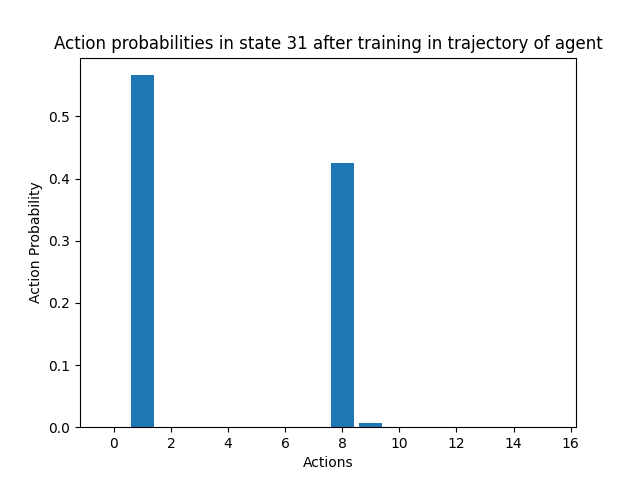 Action probabilities in state 31 after training in trajectory of agent
Action Probability
0.5
0.4
0.3
0.2
0.1
0.0
0 2 4 6 8 10 12 14 16
Actions